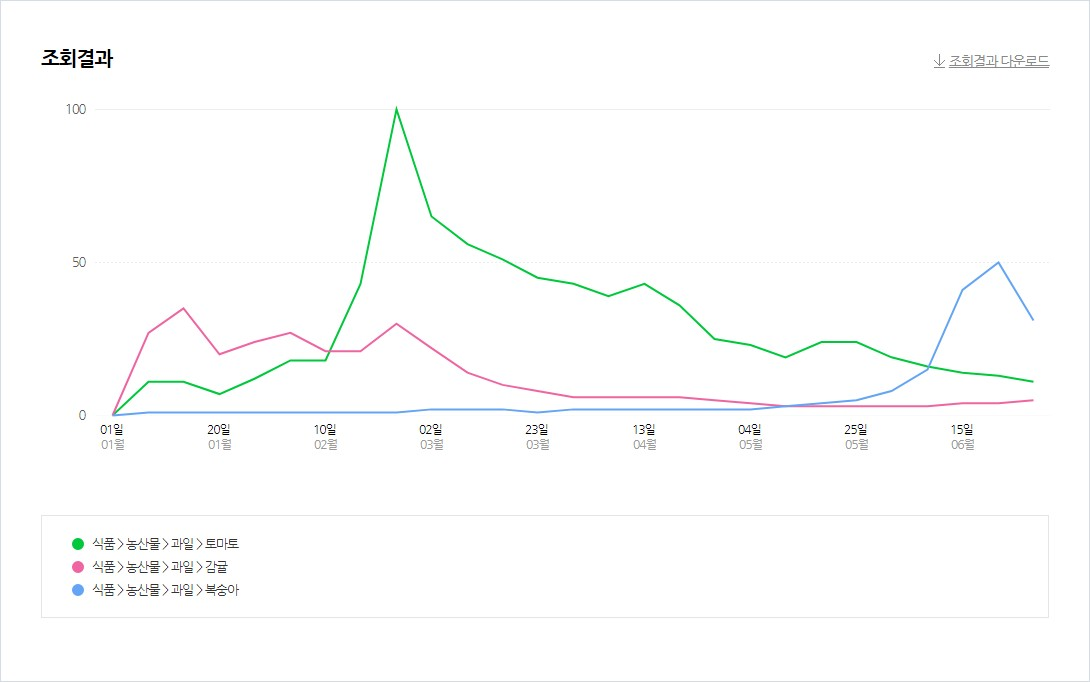 조회결과
조회결과 다운로드
100
50
0
01일 20일 10일 02일 23일 13일 04일 25일 15일
01월 01월 02월 03월 03월 04월 05월 05월 06월
식품 > 농산물 > 과일 > 토마토
식품 > 농산물 > 과일 > 감귤
식품 > 농산물 > 과일 > 복숭아